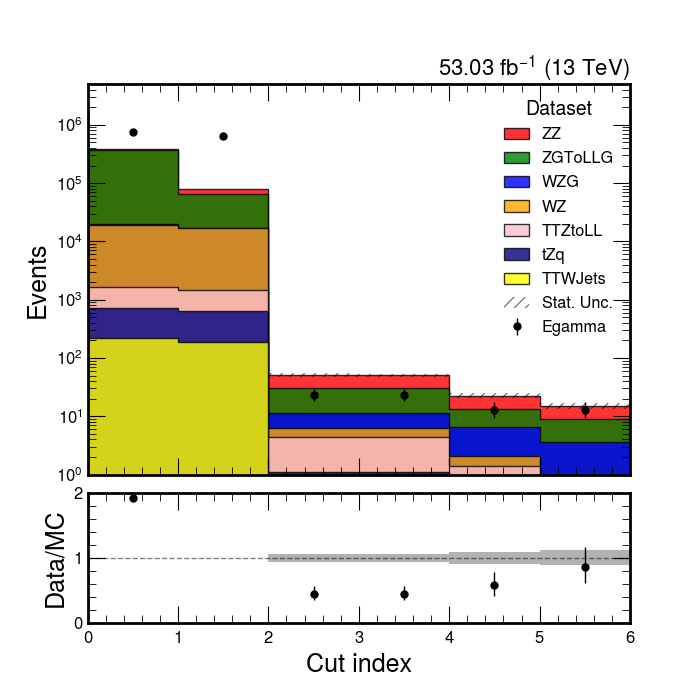 53.03 fb⁻¹ (13 TeV)
Events
10⁶
10⁵
10⁴
10³
10²
10¹
10⁰
Dataset
ZZ
ZGToLLG
WZG
WZ
TTZtoLL
tZq
TTWJets
Stat. Unc.
Egamma
Data/MC
2
1
0
0 1 2 3 4 5 6
Cut index